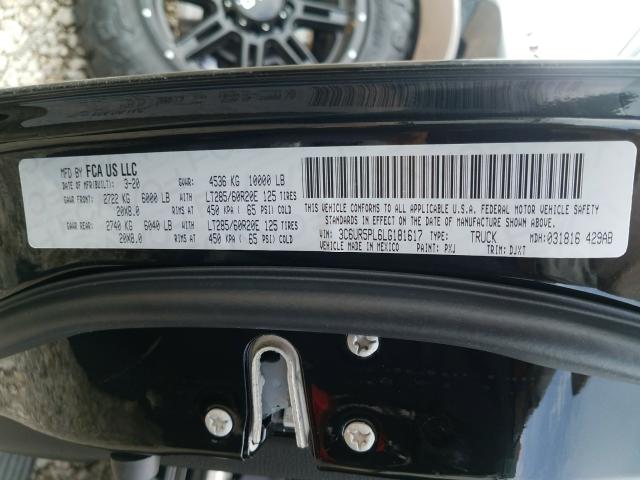 MFD BY FCA US LLC
DATE OF MFR(BUILT): 3-20 GVWR: 4536 KG 10000 LB
GAWR FRONT: 2722 KG 6000 LB WITH LT285/60R20E 125 TIRES
20X8.0 RIMS AT 450 KPA ( 65 PSI) COLD
GAWR REAR: 2740 KG 6040 LB WITH LT285/60R20E 125 TIRES
20X8.0 RIMS AT 450 KPA ( 65 PSI) COLD
THIS VEHICLE CONFORMS TO ALL APPLICABLE U.S.A. FEDERAL MOTOR VEHICLE SAFETY
STANDARDS IN EFFECT ON THE DATE OF MANUFACTURE SHOWN ABOVE.
VIN: 3C6UR5PL6LG181617 TYPE: TRUCK MDH: 031816 429AB
VEHICLE MADE IN MEXICO PAINT: PXJ TRIM: DJXT